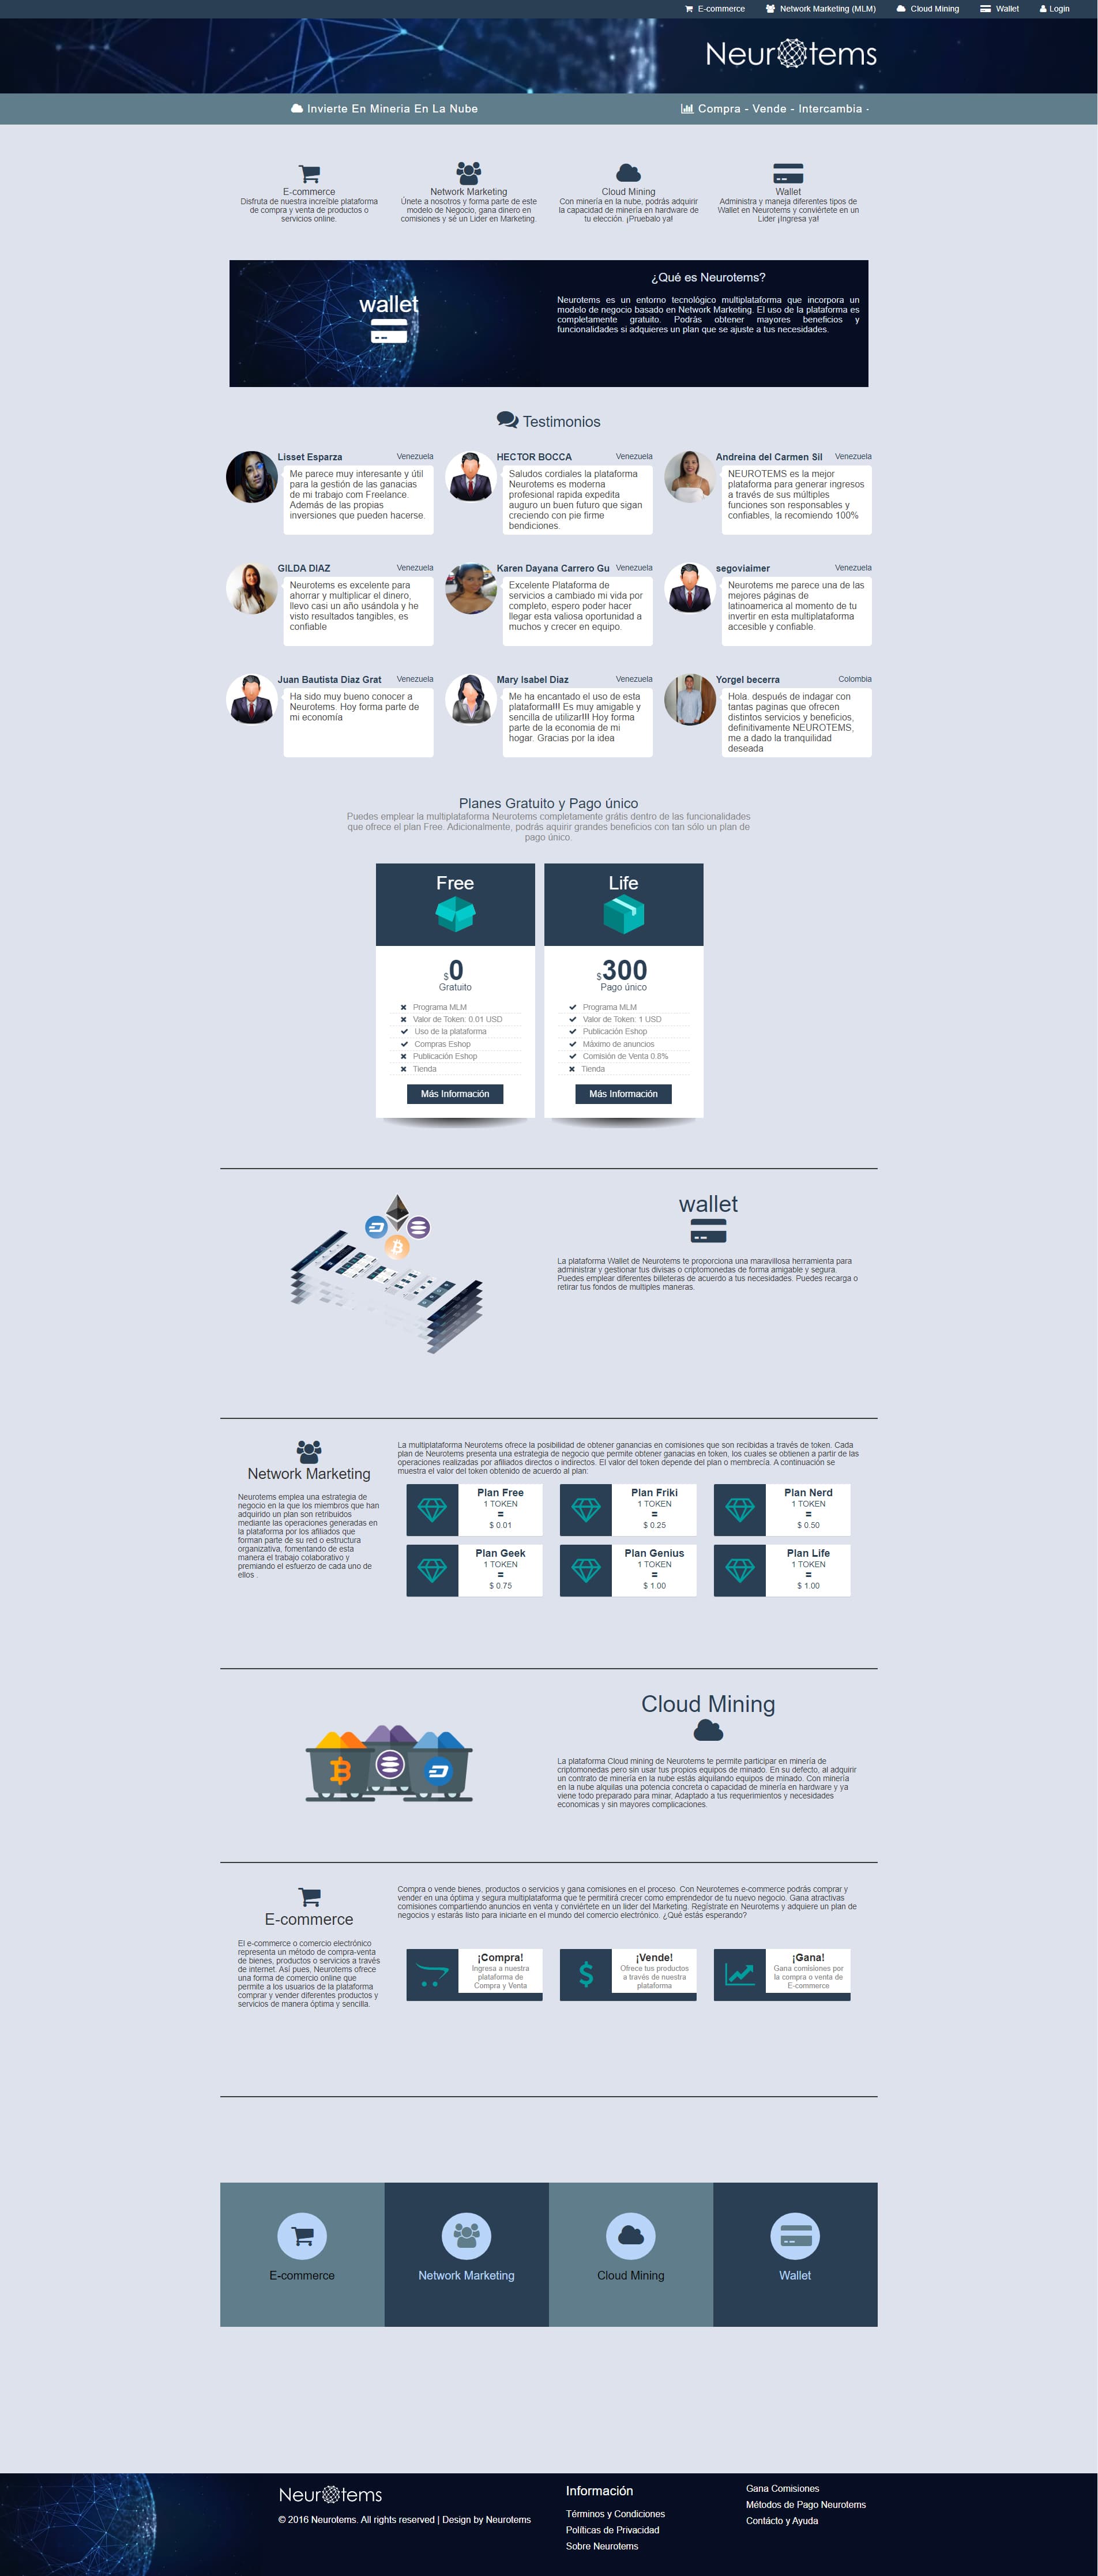 E-commerce
Network Marketing (MLM)
Cloud Mining
Wallet
Login
Neurotems
Invierte En Mineria En La Nube
Compra - Vende - Intercambia -
E-commerce
Disfruta de nuestra increíble plataforma
de compra y venta de productos o
servicios online.
Network Marketing
Únete a nosotros y forma parte de este
modelo de Negocio, gana dinero en
comisiones y sé un Lider en Marketing.
Cloud Mining
Con minería en la nube, podrás adquirir
la capacidad de minería en hardware de
tu elección. ¡Pruebalo ya!
Wallet
Administra y maneja diferentes tipos de
Wallet en Neurotems y conviértete en un
Lider ¡Ingresa ya!
wallet
¿Qué es Neurotems?
Neurotems es un entorno tecnológico multiplataforma que incorpora un
modelo de negocio basado en Network Marketing. El uso de la plataforma es
completamente gratuito. Podrás obtener mayores beneficios y
funcionalidades si adquieres un plan que se ajuste a tus necesidades.
Testimonios
Lisset Esparza
Venezuela
Me parece muy interesante y útil
para la gestión de las ganacias
de mi trabajo com Freelance.
Además de las propias
inversiones que pueden hacerse.
HECTOR BOCCA
Venezuela
Saludos cordiales la plataforma
Neurotems es moderna
profesional rapida expedita
auguro un buen futuro que sigan
creciendo con pie firme
bendiciones.
Andreina del Carmen Sil
Venezuela
NEUROTEMS es la mejor
plataforma para generar ingresos
a través de sus múltiples
funciones son responsables y
confiables, la recomiendo 100%
GILDA DIAZ
Venezuela
Neurotems es excelente para
ahorrar y multiplicar el dinero,
llevo casi un año usándola y he
visto resultados tangibles, es
confiable
Karen Dayana Carrero Gu
Venezuela
Excelente Plataforma de
servicios a cambiado mi vida por
completo, espero poder hacer
llegar esta valiosa oportunidad a
muchos y crecer en equipo.
segoviaimer
Venezuela
Neurotems me parece una de las
mejores páginas de
latinoamerica al momento de tu
invertir en esta multiplataforma
accesible y confiable.
Juan Bautista Diaz Grat
Venezuela
Ha sido muy bueno conocer a
Neurotems. Hoy forma parte de
mi economía
Mary Isabel Diaz
Venezuela
Me ha encantado el uso de esta
plataforma!!! Es muy amigable y
sencilla de utilizar!!! Hoy forma
parte de la economia de mi
hogar. Gracias por la idea
Yorgel becerra
Colombia
Hola. después de indagar con
tantas paginas que ofrecen
distintos servicios y beneficios,
definitivamente NEUROTEMS,
me a dado la tranquilidad
deseada
Planes Gratuito y Pago único
Puedes emplear la multiplataforma Neurotems completamente grátis dentro de las funcionalidades
que ofrece el plan Free. Adicionalmente, podrás aquirir grandes beneficios con tan sólo un plan de
pago único.
Free
$0
Gratuito
Programa MLM
Valor de Token: 0.01 USD
Uso de la plataforma
Compras Eshop
Publicación Eshop
Tienda
Más Información
Life
$300
Pago único
Programa MLM
Valor de Token: 1 USD
Publicación Eshop
Máximo de anuncios
Comisión de Venta 0.8%
Tienda
Más Información
wallet
La plataforma Wallet de Neurotems te proporciona una maravillosa herramienta para
administrar y gestionar tus divisas o criptomonedas de forma amigable y segura.
Puedes emplear diferentes billeteras de acuerdo a tus necesidades. Puedes recarga o
retirar tus fondos de multiples maneras.
Network Marketing
Neurotems emplea una estrategia de
negocio en la que los miembros que han
adquirido un plan son retribuidos
mediante las operaciones generadas en
la plataforma por los afiliados que
forman parte de su red o estructura
organizativa, fomentando de esta
manera el trabajo colaborativo y
premiando el esfuerzo de cada uno de
ellos .
La multiplataforma Neurotems ofrece la posibilidad de obtener ganancias en comisiones que son recibidas a través de token. Cada
plan de Neurotems presenta una estrategia de negocio que permite obtener ganancias en token, los cuales se obtienen a partir de las
operaciones realizadas por afiliados directos o indirectos. El valor del token depende del plan o membrecía. A continuación se
muestra el valor del token obtenido de acuerdo al plan:
Plan Free
1 TOKEN
=
$ 0.01
Plan Friki
1 TOKEN
=
$ 0.25
Plan Nerd
1 TOKEN
=
$ 0.50
Plan Geek
1 TOKEN
=
$ 0.75
Plan Genius
1 TOKEN
=
$ 1.00
Plan Life
1 TOKEN
=
$ 1.00
Cloud Mining
La plataforma Cloud mining de Neurotems te permite participar en minería de
criptomonedas pero sin usar tus propios equipos de minado. En su defecto, al adquirir
un contrato de minería en la nube estás alquilando equipos de minado. Con minería
en la nube alquilas una potencia concreta o capacidad de minería en hardware y ya
viene todo preparado para minar, Adaptado a tus requerimientos y necesidades
economicas y sin mayores complicaciones.
E-commerce
El e-commerce o comercio electrónico
representa un método de compra-venta
de bienes, productos o servicios a través
de internet. Así pues, Neurotems ofrece
una forma de comercio online que
permite a los usuarios de la plataforma
comprar y vender diferentes productos y
servicios de manera óptima y sencilla.
Compra o vende bienes, productos o servicios y gana comisiones en el proceso. Con Neurotemes e-commerce podrás comprar y
vender en una óptima y segura multiplataforma que te permitirá crecer como emprendedor de tu nuevo negocio. Gana atractivas
comisiones compartiendo anuncios en venta y conviértete en un lider del Marketing. Regístrate en Neurotems y adquiere un plan de
negocios y estarás listo para iniciarte en el mundo del comercio electrónico. ¿Qué estás esperando?
¡Compra!
Ingresa a nuestra
plataforma de
Compra y Venta
¡Vende!
Ofrece tus productos
a través de nuestra
plataforma
¡Gana!
Gana comisiones por
la compra o venta de
E-commerce
E-commerce
Network Marketing
Cloud Mining
Wallet
Neurotems
© 2016 Neurotems. All rights reserved | Design by Neurotems
Información
Términos y Condiciones
Políticas de Privacidad
Sobre Neurotems
Gana Comisiones
Métodos de Pago Neurotems
Contácto y Ayuda